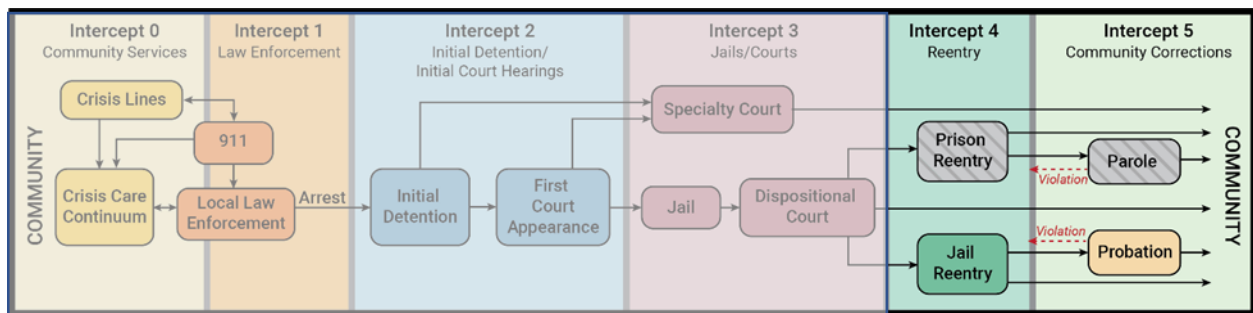 Intercept 0
Community Services
Intercept 1
Law Enforcement
Intercept 2
Initial Detention/
Initial Court Hearings
Intercept 3
Jails/Courts
Intercept 4
Reentry
Intercept 5
Community Corrections
COMMUNITY
Crisis Lines
911
Crisis Care
Continuum
Local Law
Enforcement
Arrest
Initial
Detention
First
Court
Appearance
Specialty Court
Jail
Dispositional
Court
Prison
Reentry
Parole
Violation
Jail
Reentry
Probation
Violation
COMMUNITY